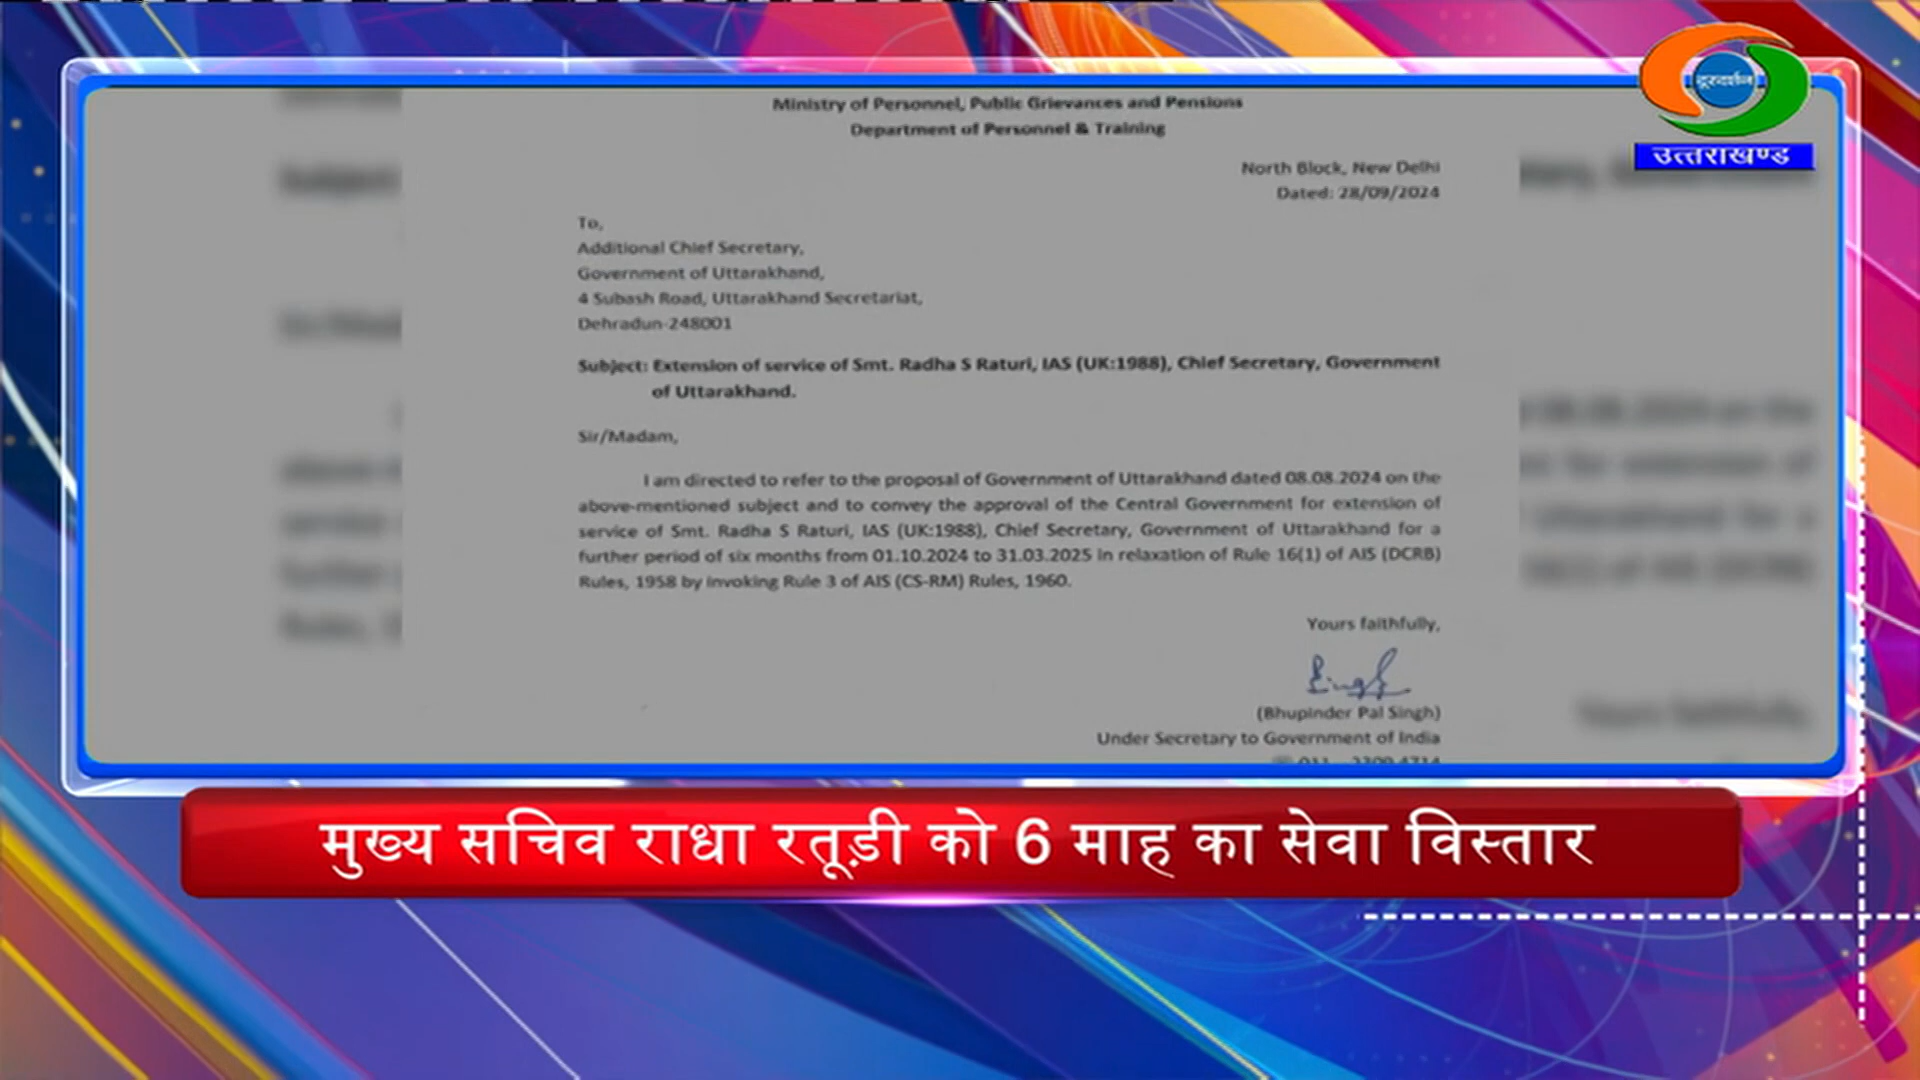 Ministry of Personnel, Public Grievances and Pensions
Department of Personnel & Training
दूरदर्शन
उत्तराखण्ड
North Block, New Delhi
Dated: 28/09/2024
To,
Additional Chief Secretary,
Government of Uttarakhand,
4 Subash Road, Uttarakhand Secretariat,
Dehradun-248001
Subject: Extension of service of Smt. Radha S Raturi, IAS (UK:1988), Chief Secretary, Government
of Uttarakhand.
Sir/Madam,
I am directed to refer to the proposal of Government of Uttarakhand dated 08.08.2024 on the
above-mentioned subject and to convey the approval of the Central Government for extension of
service of Smt. Radha S Raturi, IAS (UK:1988), Chief Secretary, Government of Uttarakhand for a
further period of six months from 01.10.2024 to 31.03.2025 in relaxation of Rule 16(1) of AIS (DCRB)
Rules, 1958 by invoking Rule 3 of AIS (CS-RM) Rules, 1960.
Yours faithfully,
Singh
(Bhupinder Pal Singh)
Under Secretary to Government of India
मुख्य सचिव राधा रतूड़ी को 6 माह का सेवा विस्तार